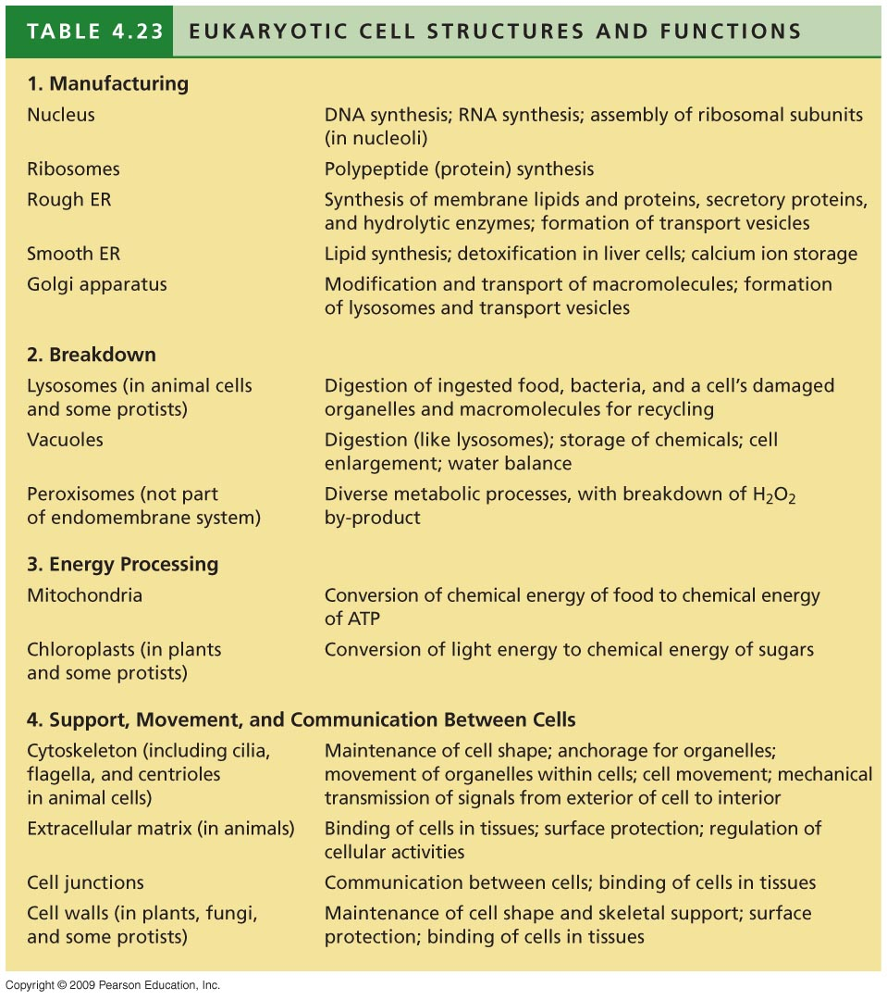 TABLE 4.23 EUKARYOTIC CELL STRUCTURES AND FUNCTIONS
1. Manufacturing
Nucleus DNA synthesis; RNA synthesis; assembly of ribosomal subunits
(in nucleoli)
Ribosomes Polypeptide (protein) synthesis
Rough ER Synthesis of membrane lipids and proteins, secretory proteins,
and hydrolytic enzymes; formation of transport vesicles
Smooth ER Lipid synthesis; detoxification in liver cells; calcium ion storage
Golgi apparatus Modification and transport of macromolecules; formation
of lysosomes and transport vesicles
2. Breakdown
Lysosomes (in animal cells Digestion of ingested food, bacteria, and a cell’s damaged
and some protists) organelles and macromolecules for recycling
Vacuoles Digestion (like lysosomes); storage of chemicals; cell
enlargement; water balance
Peroxisomes (not part Diverse metabolic processes, with breakdown of H₂O₂
of endomembrane system) by-product
3. Energy Processing
Mitochondria Conversion of chemical energy of food to chemical energy
of ATP
Chloroplasts (in plants Conversion of light energy to chemical energy of sugars
and some protists)
4. Support, Movement, and Communication Between Cells
Cytoskeleton (including cilia, Maintenance of cell shape; anchorage for organelles;
flagella, and centrioles movement of organelles within cells; cell movement; mechanical
in animal cells) transmission of signals from exterior of cell to interior
Extracellular matrix (in animals) Binding of cells in tissues; surface protection; regulation of
cellular activities
Cell junctions Communication between cells; binding of cells in tissues
Cell walls (in plants, fungi, Maintenance of cell shape and skeletal support; surface
and some protists) protection; binding of cells in tissues
Copyright © 2009 Pearson Education, Inc.